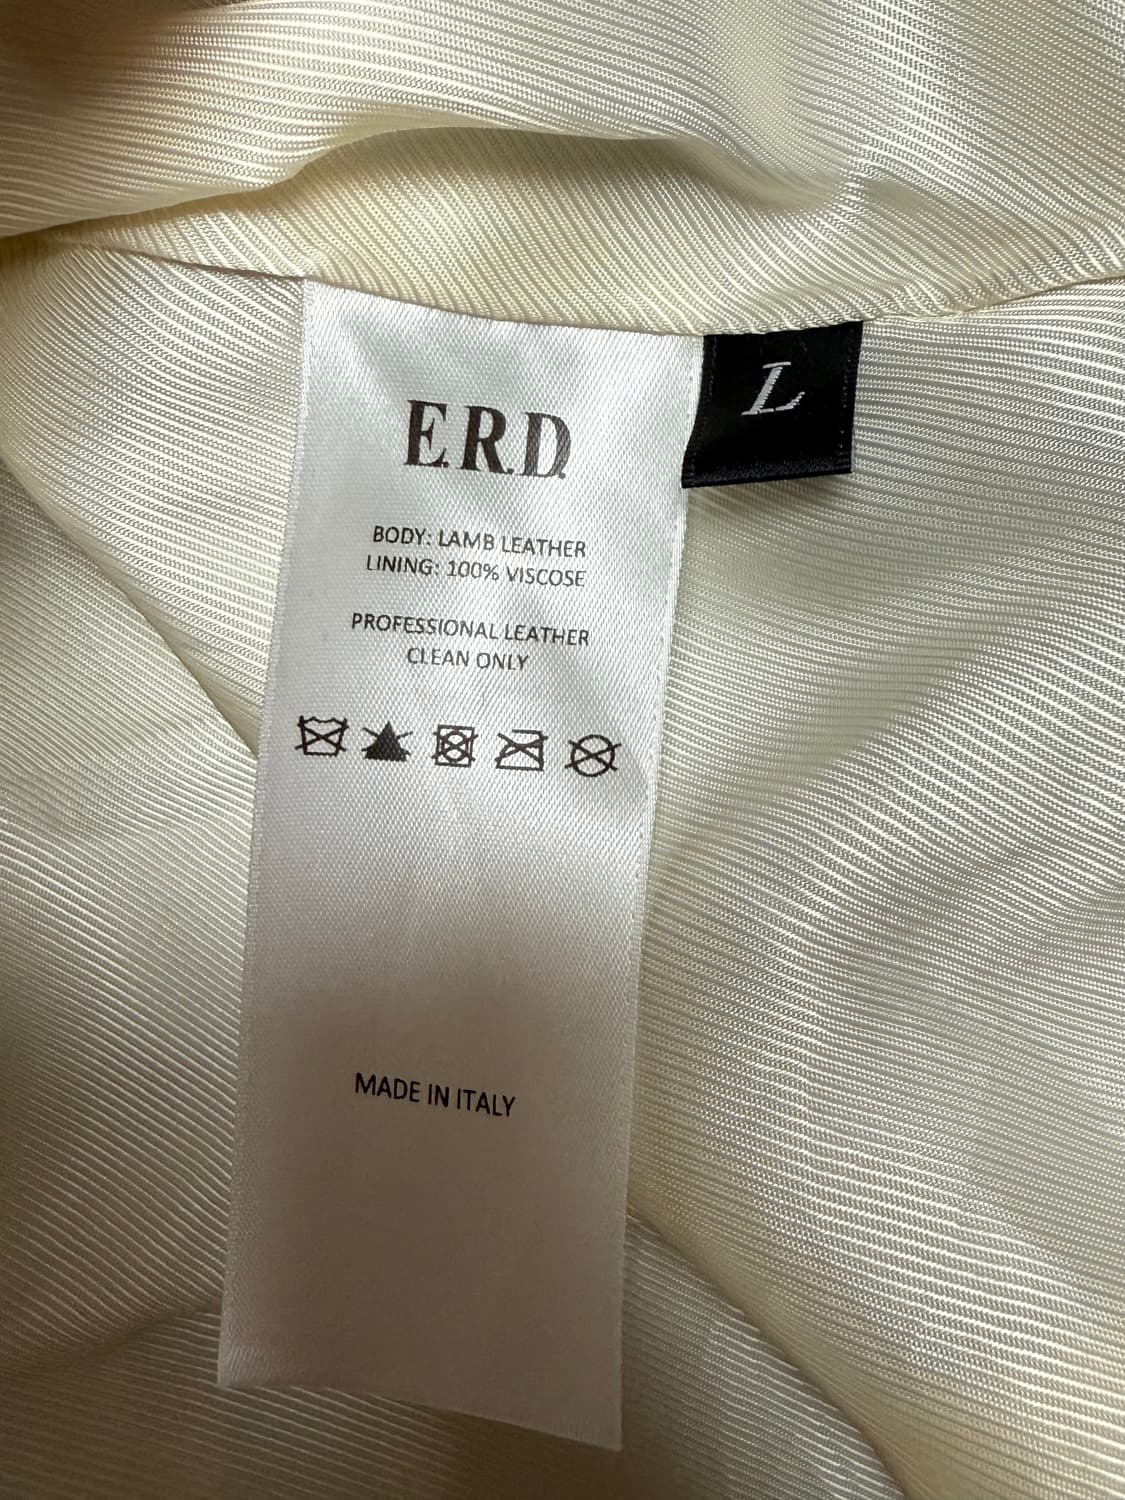 E.R.D.
L
BODY: LAMB LEATHER
LINING: 100% VISCOSE
PROFESSIONAL LEATHER
CLEAN ONLY
MADE IN ITALY